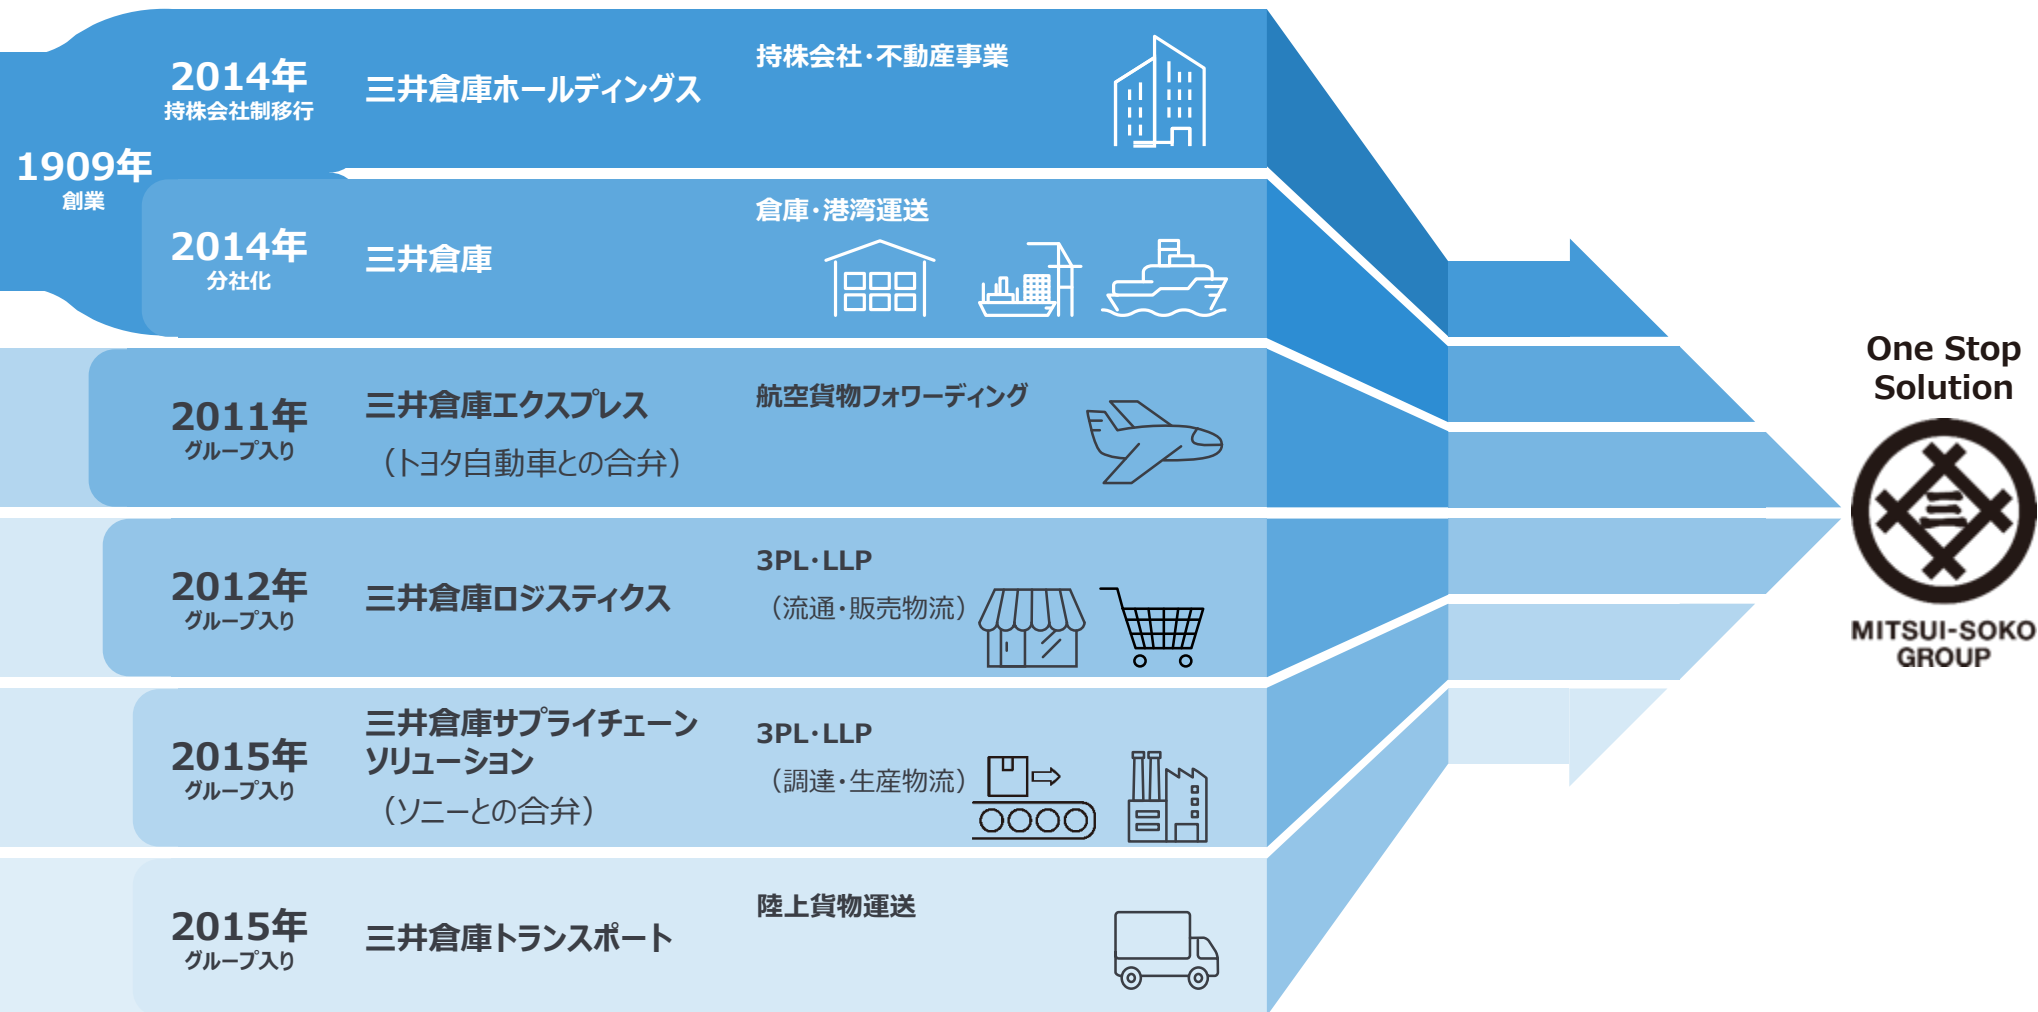 1909年
創業
2014年
持株会社制移行
三井倉庫ホールディングス
持株会社・不動産事業
2014年
分社化
三井倉庫
倉庫・港湾運送
2011年
グループ入り
三井倉庫エクスプレス
（トヨタ自動車との合弁）
航空貨物フォワーディング
2012年
グループ入り
三井倉庫ロジスティクス
3PL・LLP
（流通・販売物流）
2015年
グループ入り
三井倉庫サプライチェーン
ソリューション
（ソニーとの合弁）
3PL・LLP
（調達・生産物流）
2015年
グループ入り
三井倉庫トランスポート
陸上貨物運送
One Stop
Solution
三
MITSUI-SOKO
GROUP